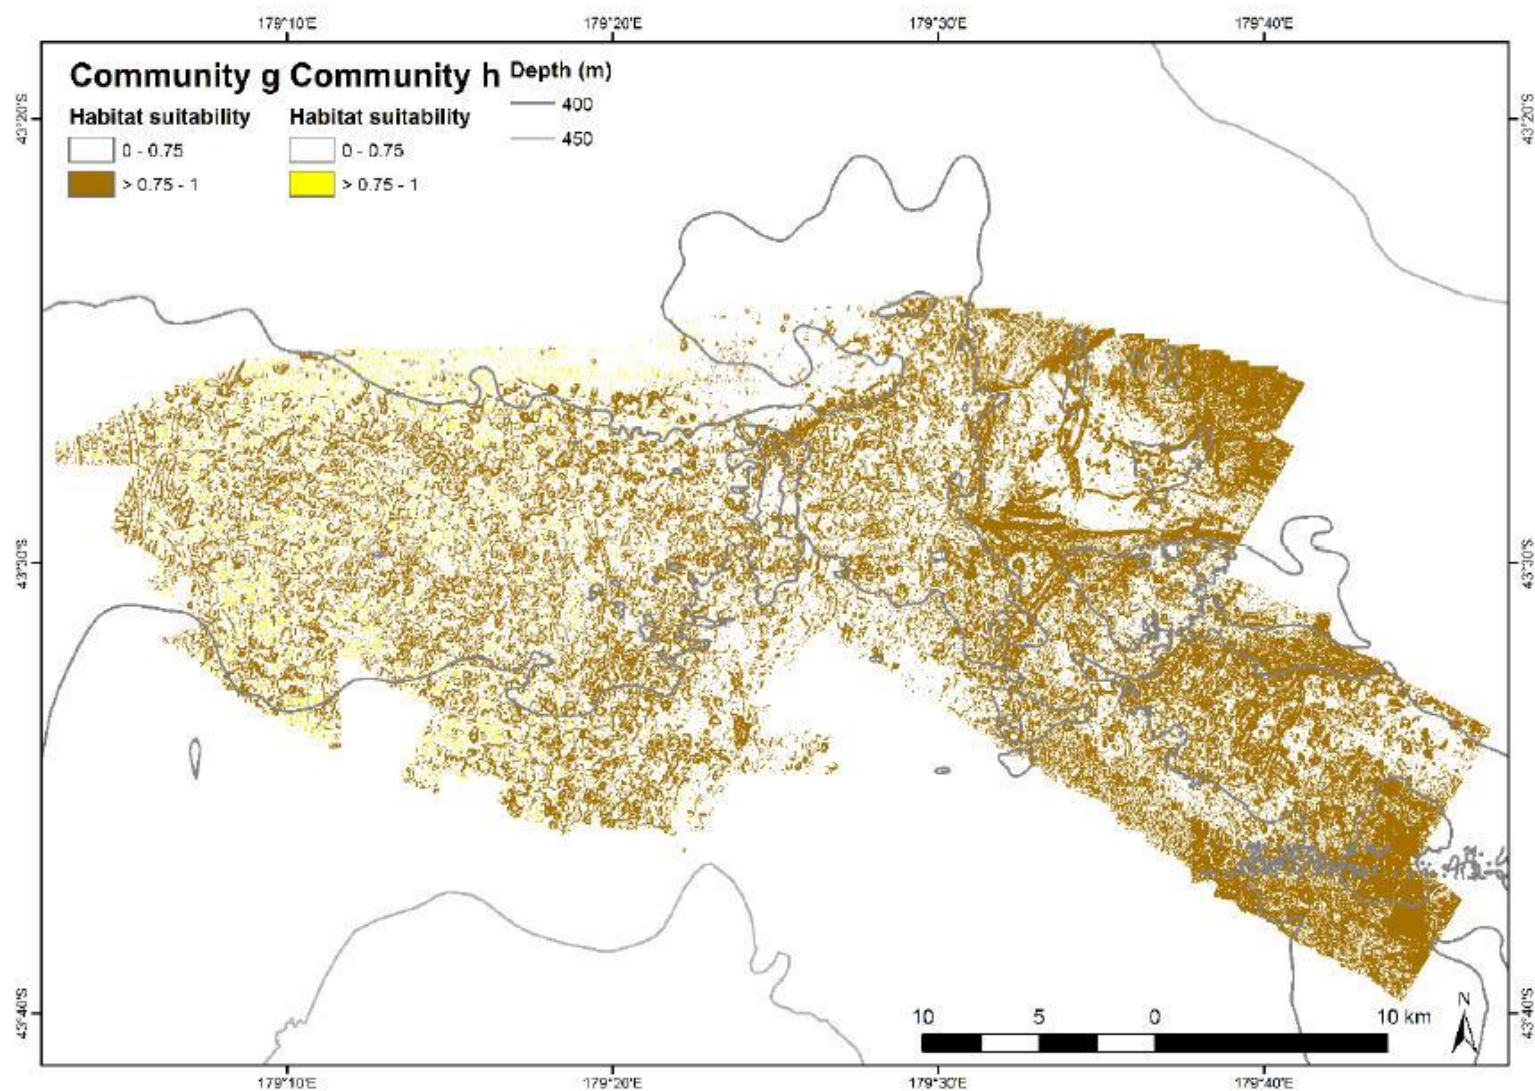 179°10'E 179°20'E 179°30'E 179°40'E
Community g Community h Depth (m)
Habitat suitability Habitat suitability 400
0 - 0.75 0 - 0.75 450
> 0.75 - 1 > 0.75 - 1
43°20'S 43°20'S
43°30'S 43°30'S
43°40'S 43°40'S
N
10 5 0 10 km
179°10'E 179°20'E 179°30'E 179°40'E